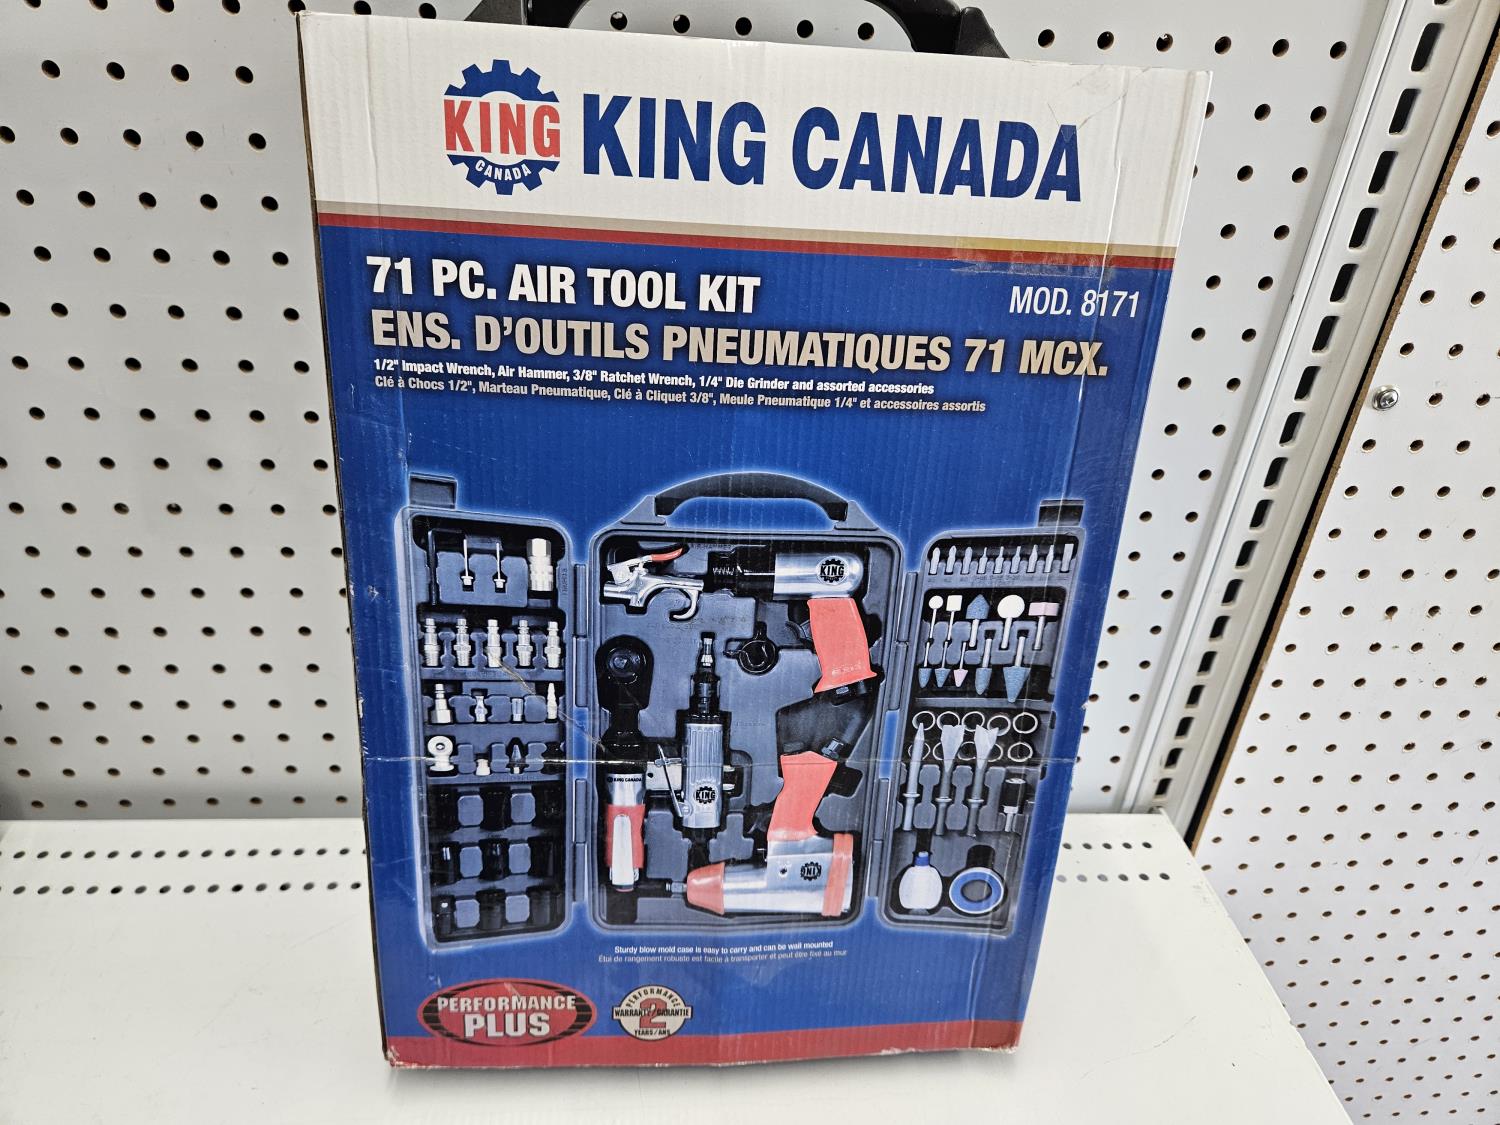 KING
CANADA
KING CANADA
71 PC. AIR TOOL KIT
MOD. 8171
ENS. D'OUTILS PNEUMATIQUES 71 MCX.
1/2" Impact Wrench, Air Hammer, 3/8" Ratchet Wrench, 1/4" Die Grinder and assorted accessories
Clé à Chocs 1/2", Marteau Pneumatique, Clé à Cliquet 3/8", Meule Pneumatique 1/4" et accessoires assortis
KING
KING CANADA
KING
KING
Sturdy blow mold case is easy to carry and can be wall mounted
Étui de rangement robuste est facile à transporter et peut être fixé au mur
PERFORMANCE
PLUS
PERFORMANCE
WARRANTY/GARANTIE
2
YEARS/ANS